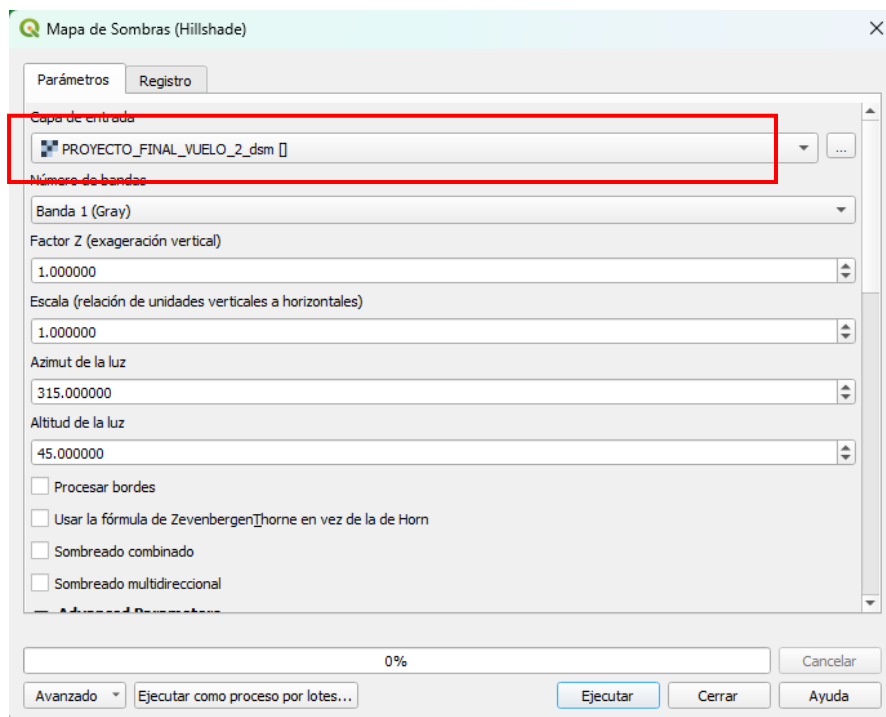 Mapa de Sombras (Hillshade)
Parámetros Registro
Capa de entrada
PROYECTO_FINAL_VUELO_2_dsm [] ...
Número de bandas
Banda 1 (Gray)
Factor Z (exageración vertical)
1.000000
Escala (relación de unidades verticales a horizontales)
1.000000
Azimut de la luz
315.000000
Altitud de la luz
45.000000
Procesar bordes
Usar la fórmula de ZevenbergenThorne en vez de la de Horn
Sombreado combinado
Sombreado multidireccional
Advanced Parameters
0% Cancelar
Avanzado Ejecutar como proceso por lotes... Ejecutar Cerrar Ayuda